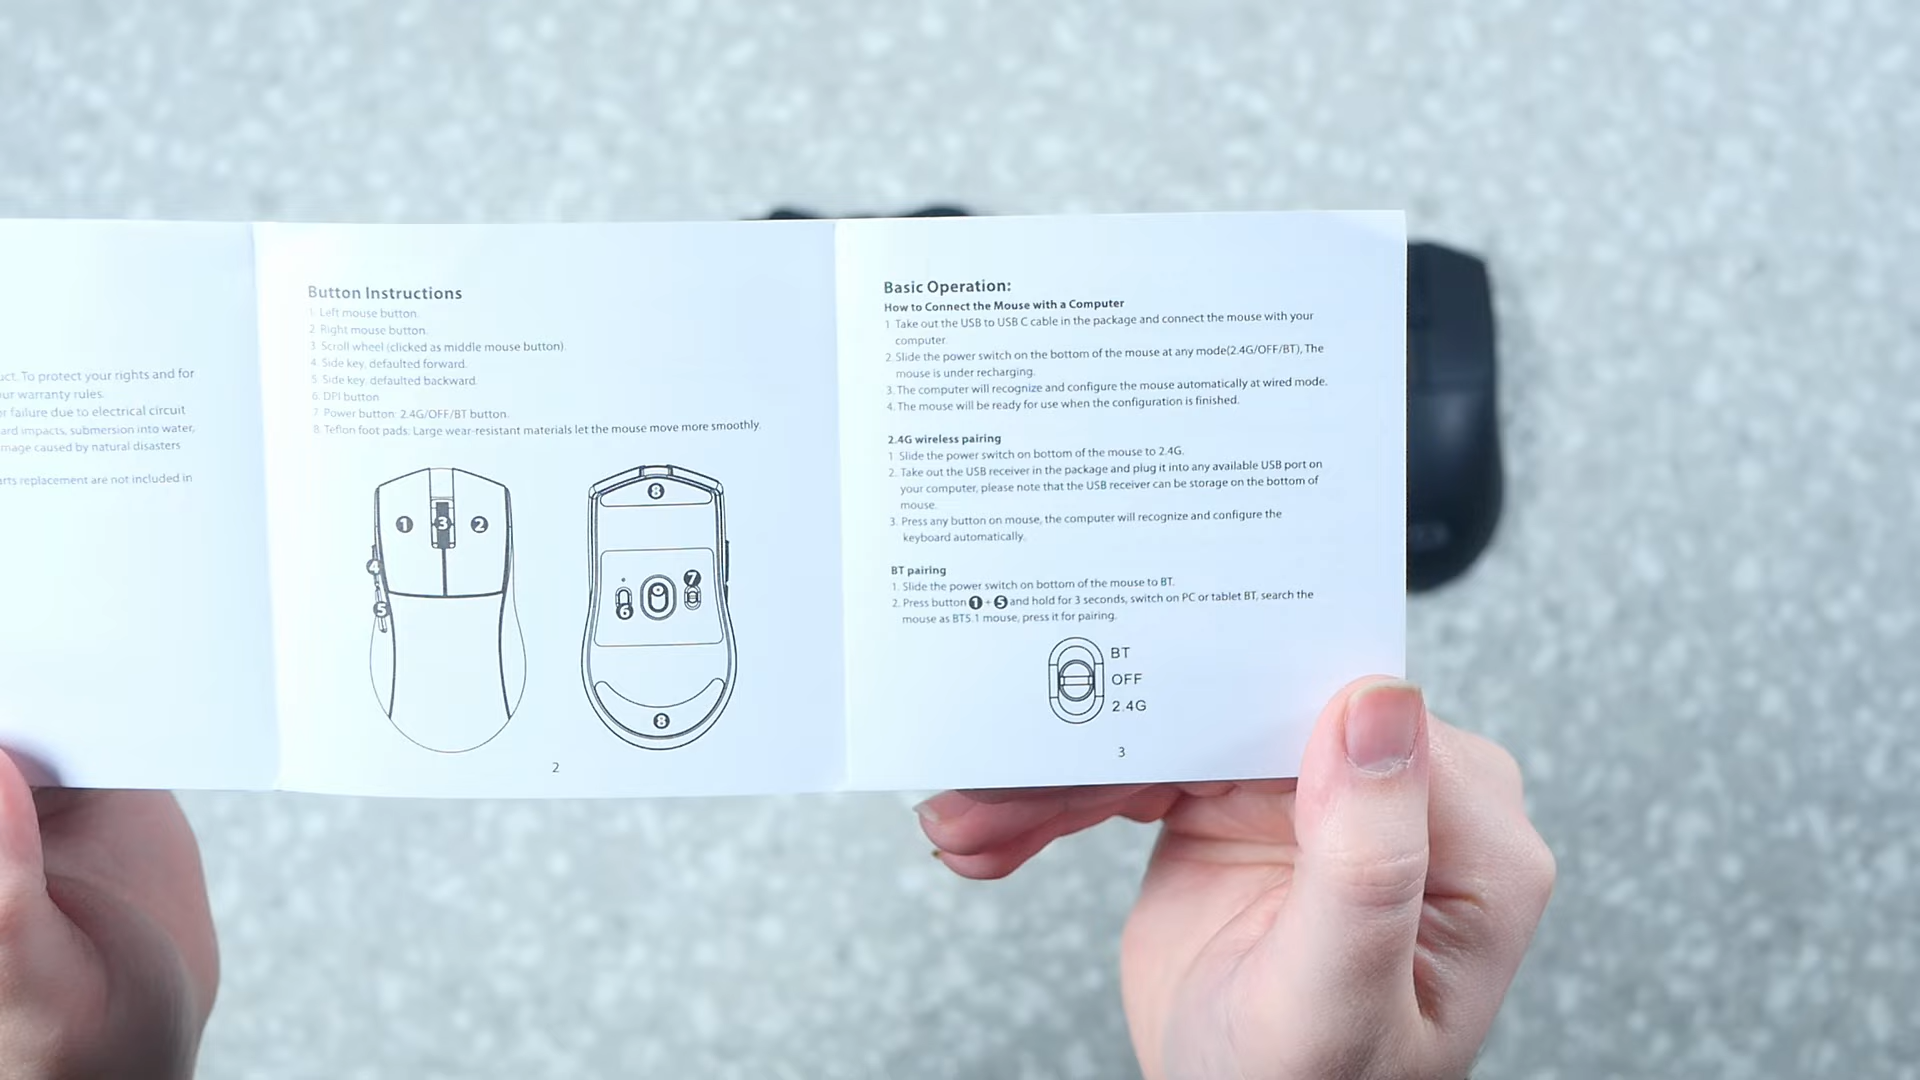 uct. To protect your rights and for
ur warranty rules.
or failure due to electrical circuit
ard impacts, submersion into water,
mage caused by natural disasters
arts replacement are not included in
Button Instructions
1. Left mouse button.
2. Right mouse button.
3. Scroll wheel (clicked as middle mouse button).
4. Side key, defaulted forward.
5. Side key, defaulted backward.
6. DPI button
7. Power button: 2.4G/OFF/BT button.
8. Teflon foot pads: Large wear-resistant materials let the mouse move more smoothly.
1 3 2
4
5
8
7
6
8
2
Basic Operation:
How to Connect the Mouse with a Computer
1. Take out the USB to USB C cable in the package and connect the mouse with your
computer.
2. Slide the power switch on the bottom of the mouse at any mode(2.4G/OFF/BT), The
mouse is under recharging.
3. The computer will recognize and configure the mouse automatically at wired mode.
4. The mouse will be ready for use when the configuration is finished.
2.4G wireless pairing
1. Slide the power switch on bottom of the mouse to 2.4G.
2. Take out the USB receiver in the package and plug it into any available USB port on
your computer, please note that the USB receiver can be storage on the bottom of
mouse.
3. Press any button on mouse, the computer will recognize and configure the
keyboard automatically.
BT pairing
1. Slide the power switch on bottom of the mouse to BT.
2. Press button 1 + 5 and hold for 3 seconds, switch on PC or tablet BT, search the
mouse as BT5.1 mouse, press it for pairing.
BT
OFF
2.4G
3